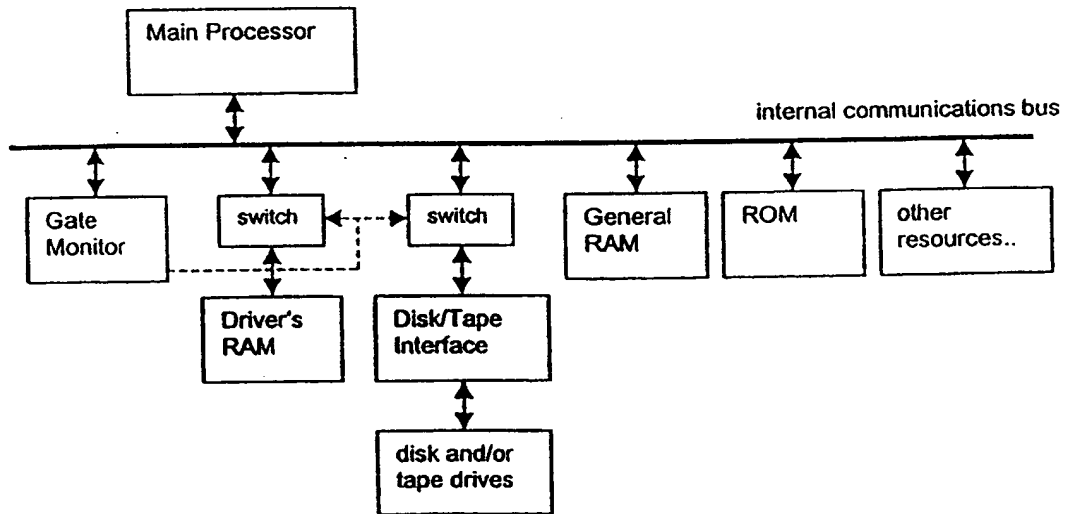 Main Processor
internal communications bus
Gate
Monitor
switch
switch
General
RAM
ROM
other
resources..
Driver's
RAM
Disk/Tape
Interface
disk and/or
tape drives